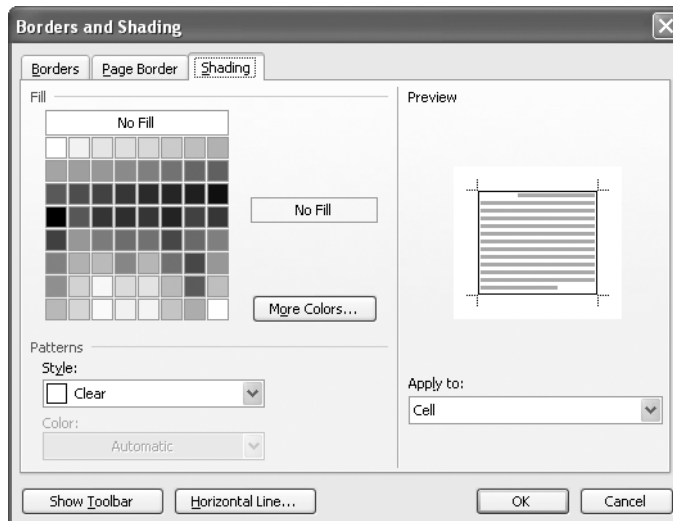 Borders and Shading
Borders Page Border Shading
Fill
No Fill
No Fill
More Colors...
Patterns
Style:
Clear
Color:
Automatic
Preview
Apply to:
Cell
Show Toolbar Horizontal Line... OK Cancel